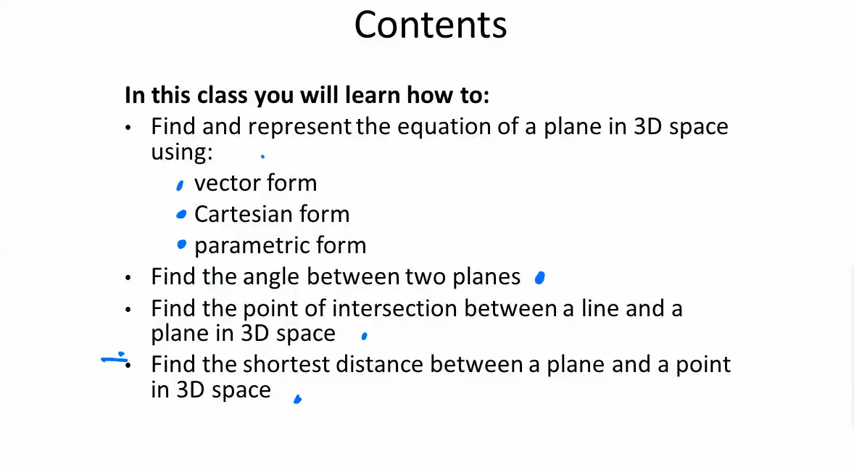 Contents
In this class you will learn how to:
• Find and represent the equation of a plane in 3D space
using:
vector form
Cartesian form
parametric form
• Find the angle between two planes
• Find the point of intersection between a line and a
plane in 3D space
• Find the shortest distance between a plane and a point
in 3D space